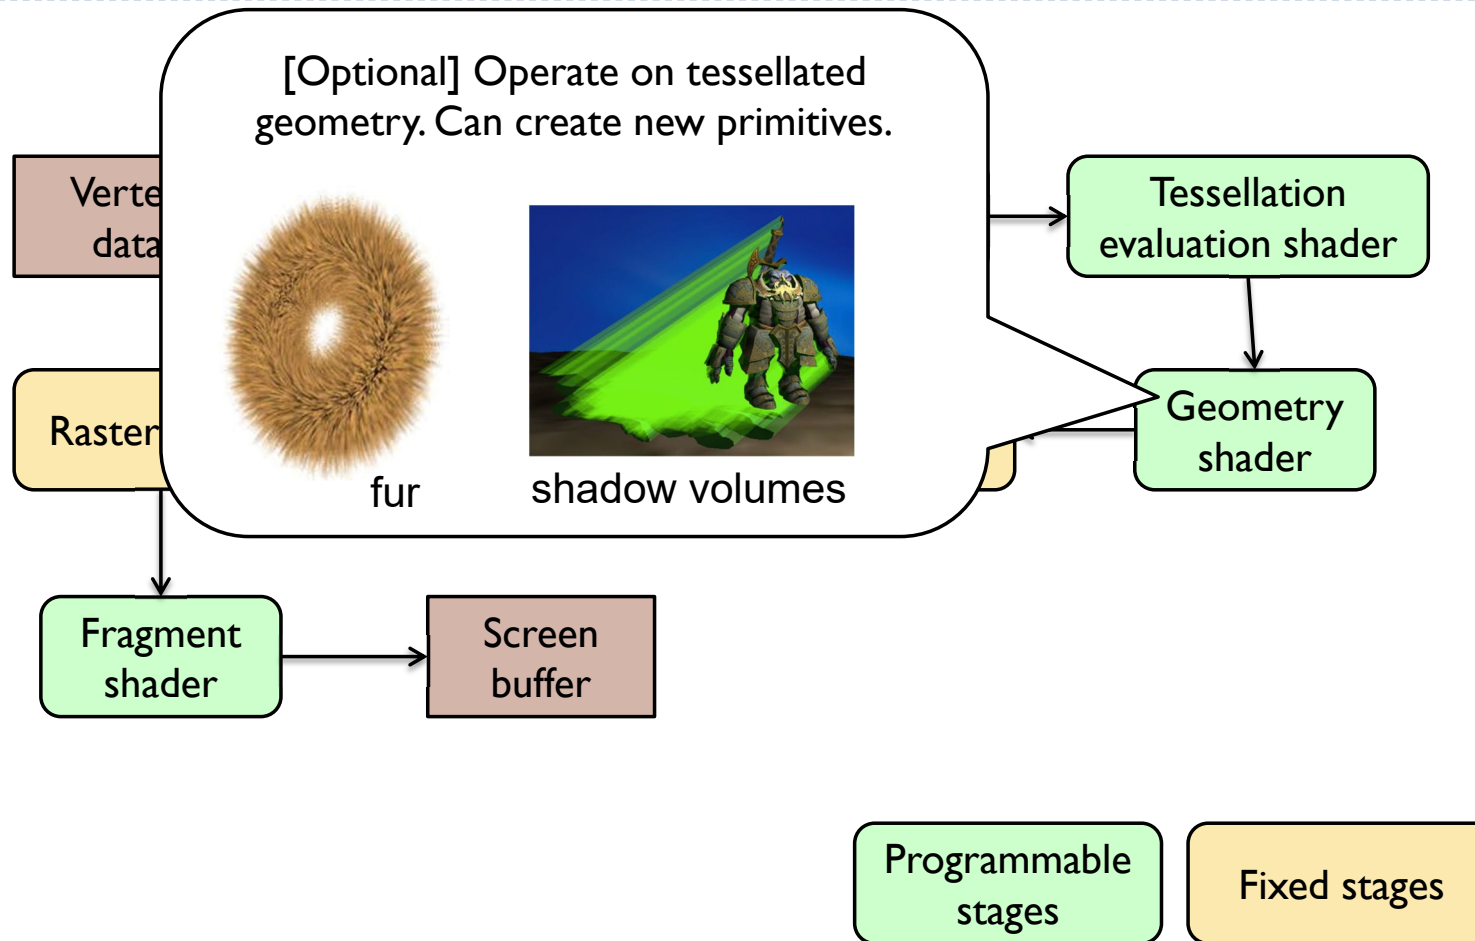 [Optional] Operate on tessellated
geometry. Can create new primitives.
Verte
data
Tessellation
evaluation shader
fur
shadow volumes
Raster
Geometry
shader
Fragment
shader
Screen
buffer
Programmable
stages
Fixed stages